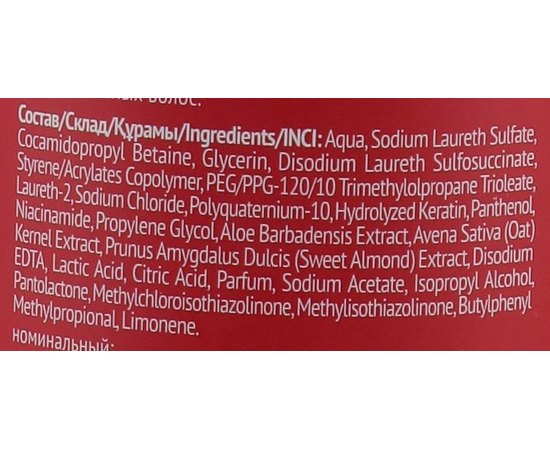 волос.
Состав/Склад/Құрамы/Ingredients/INCI: Aqua, Sodium Laureth Sulfate,
Cocamidopropyl Betaine, Glycerin, Disodium Laureth Sulfosuccinate,
Styrene/Acrylates Copolymer, PEG/PPG-120/10 Trimethylolpropane Trioleate,
Laureth-2, Sodium Chloride, Polyquaternium-10, Hydrolyzed Keratin, Panthenol,
Niacinamide, Propylene Glycol, Aloe Barbadensis Extract, Avena Sativa (Oat)
Kernel Extract, Prunus Amygdalus Dulcis (Sweet Almond) Extract, Disodium
EDTA, Lactic Acid, Citric Acid, Parfum, Sodium Acetate, Isopropyl Alcohol,
Pantolactone, Methylchloroisothiazolinone, Methylisothiazolinone, Butylphenyl
Methylpropional, Limonene.
номинальный: